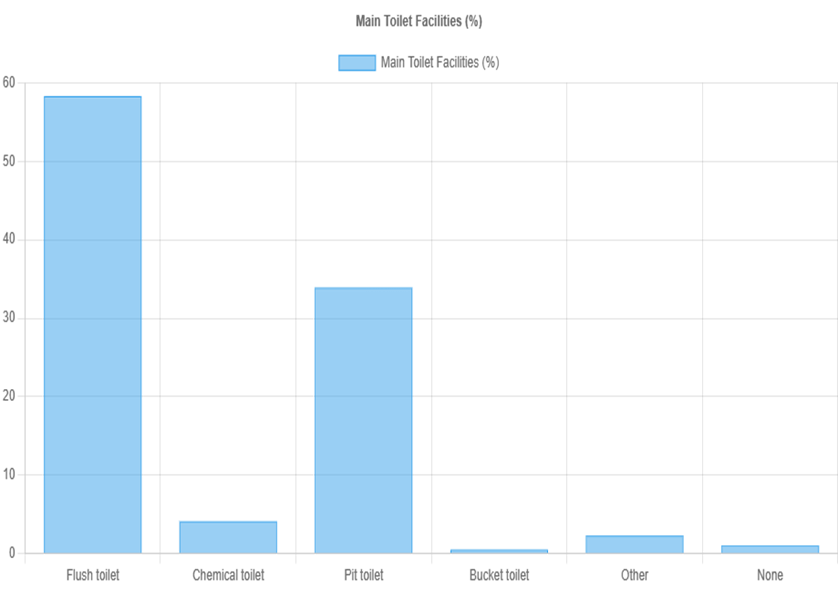 Main Toilet Facilities (%)
Main Toilet Facilities (%)
60
50
40
30
20
10
0
Flush toilet Chemical toilet Pit toilet Bucket toilet Other None